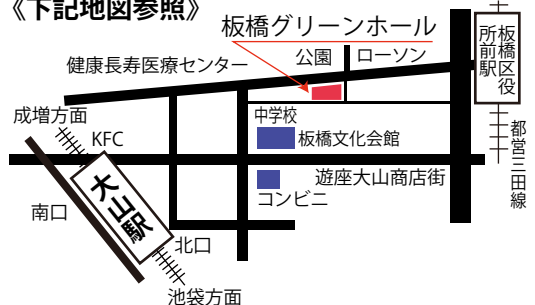 《下記地図参照》
板橋グリーンホール
公園
ローソン
健康長寿医療センター
板橋区役
所前駅
成増方面
KFC
中学校
板橋文化会館
都営三田線
大山駅
遊座大山商店街
コンビニ
南口
北口
池袋方面